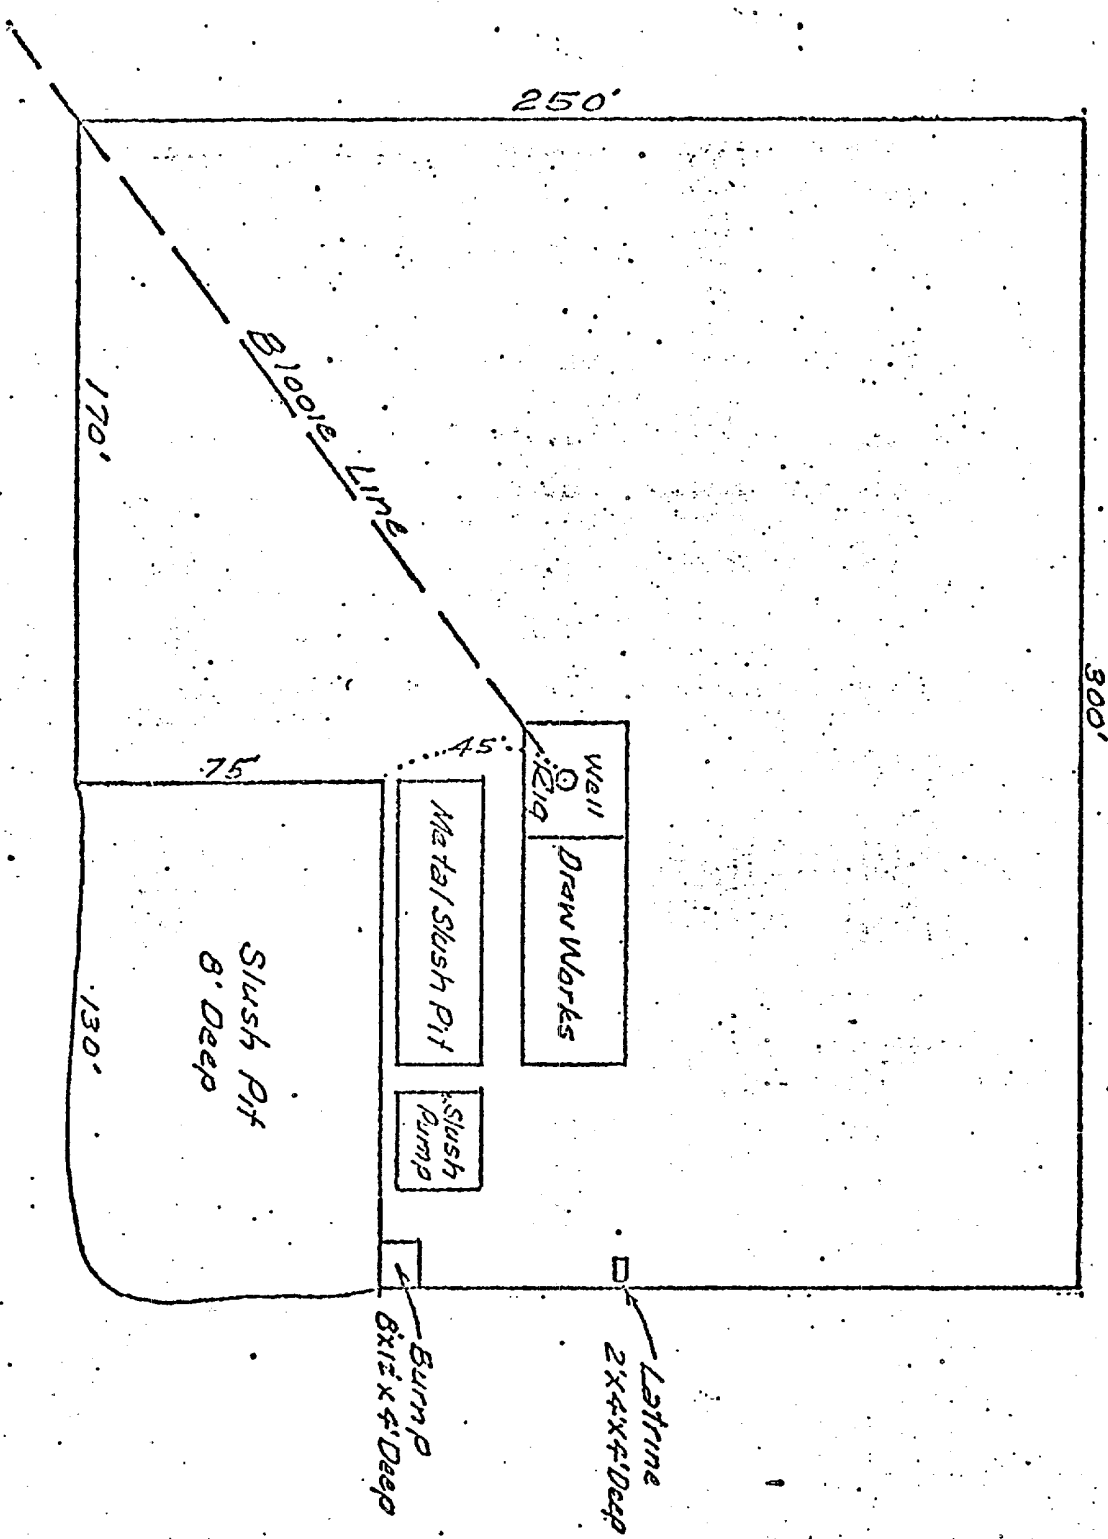 250'
300'
170'
Blooie Line
45'
75
Well
Rig
Draw Works
Metal Slush Pit
Slush
Pump
Slush Pit
8' Deep
130'
Latrine
2'x4'x4' Deep
Burn P
8'x12'x4' Deep